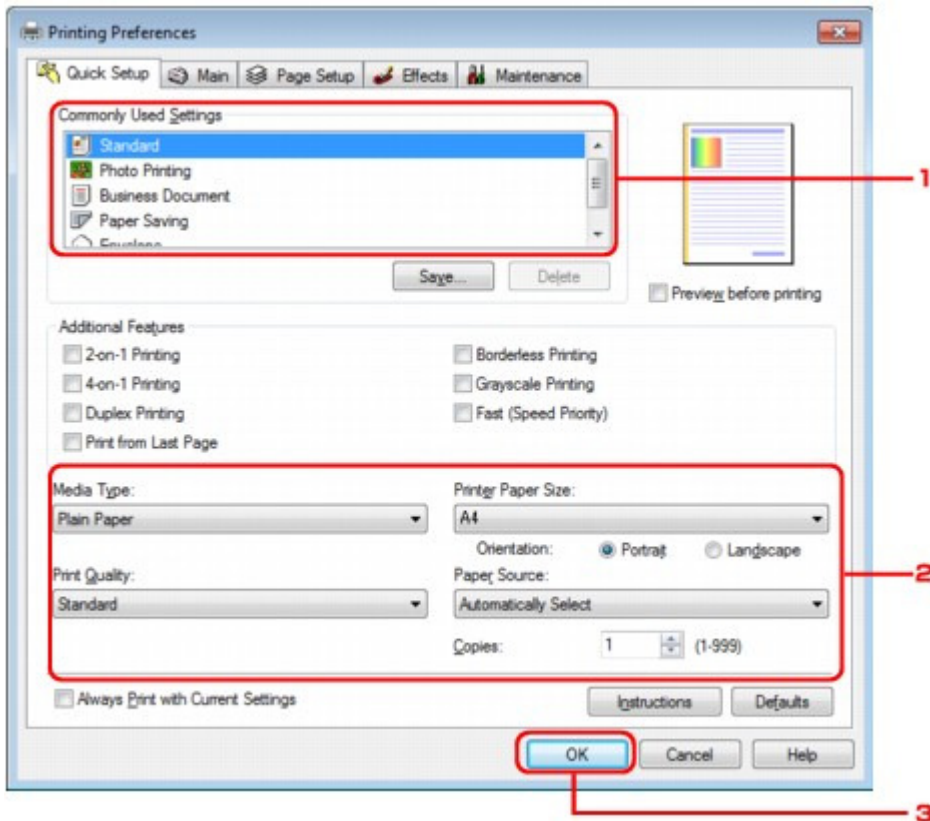 Printing Preferences
Quick Setup Main Page Setup Effects Maintenance
Commonly Used Settings
Standard
Photo Printing
Business Document
Paper Saving
Envelope
1
Save... Delete
Preview before printing
Additional Features
2-on-1 Printing
Borderless Printing
4-on-1 Printing
Grayscale Printing
Duplex Printing
Fast (Speed Priority)
Print from Last Page
Media Type:
Printer Paper Size:
Plain Paper
A4
Orientation: Portrait Landscape
2
Print Quality:
Paper Source:
Standard
Automatically Select
Copies: 1 (1-999)
Always Print with Current Settings
Instructions Defaults
OK Cancel Help
3